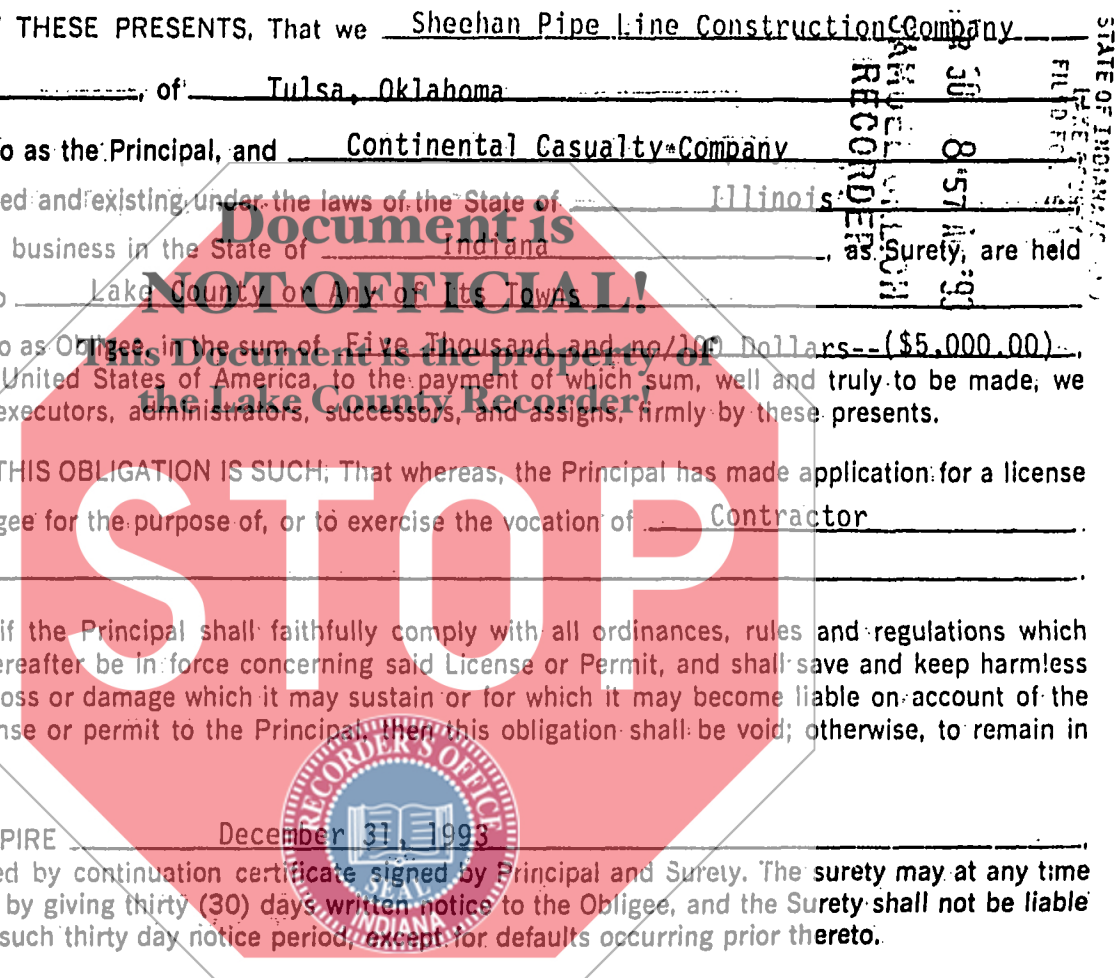 THESE PRESENTS, That we Sheehan Pipe Line Construction Company
, of Tulsa, Oklahoma
o as the Principal, and Continental Casualty Company
ed and existing under the laws of the State of Illinois
business in the State of Indiana, as Surety, are held
o Lake County or Any of Its Towns
o as Obligee, in the sum of Five Thousand and no/100 Dollars--($5,000.00),
United States of America, to the payment of which sum, well and truly to be made, we
executors, administrators, successors, and assigns, firmly by these presents.
THIS OBLIGATION IS SUCH; That whereas, the Principal has made application for a license
gee for the purpose of, or to exercise the vocation of Contractor.
if the Principal shall faithfully comply with all ordinances, rules and regulations which
ereafter be in force concerning said License or Permit, and shall save and keep harmless
oss or damage which it may sustain or for which it may become liable on account of the
nse or permit to the Principal, then this obligation shall be void; otherwise, to remain in
PIRE December 31, 1993,
ed by continuation certificate signed by Principal and Surety. The surety may at any time
by giving thirty (30) days written notice to the Obligee, and the Surety shall not be liable
such thirty day notice period, except for defaults occurring prior thereto.
Document is
NOT OFFICIAL!
This Document is the property of
the Lake County Recorder!
STOP
RECORDER'S OFFICE
SEAL
INDIANA
STATE OF INDIANA
30 8 57 '93
RECORDER